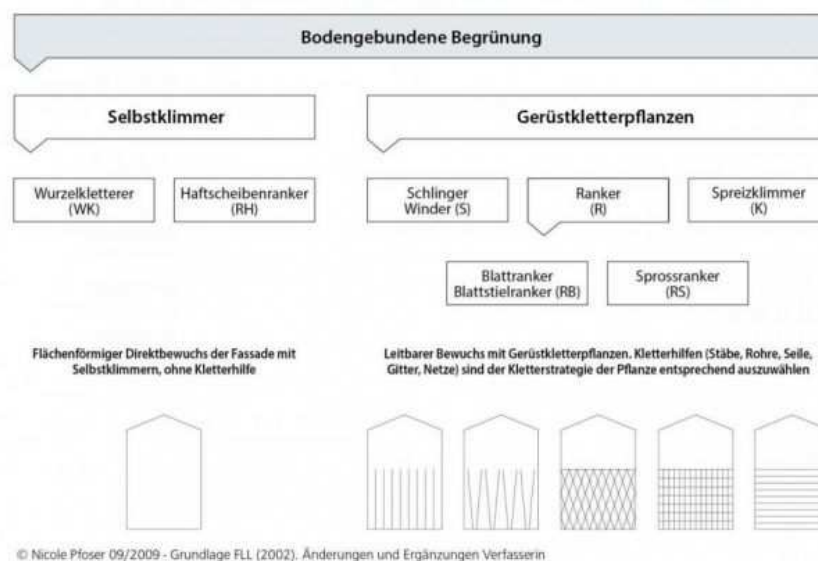 Bodengebundene Begrünung
Selbstklimmer
Gerüstkletterpflanzen
Wurzelkletterer
(WK)
Haftscheibenranker
(RH)
Schlinger
Winder (S)
Ranker
(R)
Spreizklimmer
(K)
Blattranker
Blattstielranker (RB)
Sprossranker
(RS)
Flächenförmiger Direktbewuchs der Fassade mit
Selbstklimmern, ohne Kletterhilfe
Leitbarer Bewuchs mit Gerüstkletterpflanzen. Kletterhilfen (Stäbe, Rohre, Seile,
Gitter, Netze) sind der Kletterstrategie der Pflanze entsprechend auszuwählen
© Nicole Pfoser 09/2009 - Grundlage FLL (2002). Änderungen und Ergänzungen Verfasserin